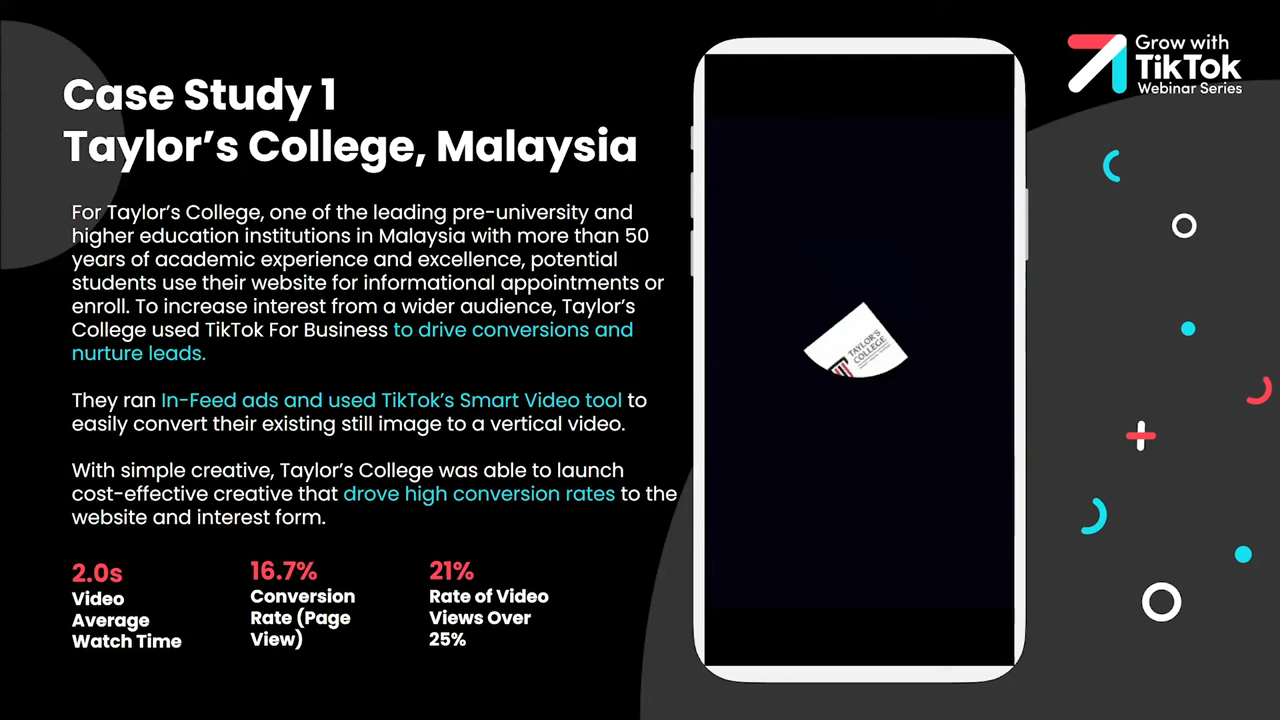 Grow with
TikTok
Webinar Series
Case Study 1
Taylor’s College, Malaysia
For Taylor’s College, one of the leading pre-university and
higher education institutions in Malaysia with more than 50
years of academic experience and excellence, potential
students use their website for informational appointments or
enroll. To increase interest from a wider audience, Taylor’s
College used TikTok For Business to drive conversions and
nurture leads.
They ran In-Feed ads and used TikTok’s Smart Video tool to
easily convert their existing still image to a vertical video.
With simple creative, Taylor’s College was able to launch
cost-effective creative that drove high conversion rates to the
website and interest form.
2.0s
Video
Average
Watch Time
16.7%
Conversion
Rate (Page
View)
21%
Rate of Video
Views Over
25%
TAYLOR'S
COLLEGE